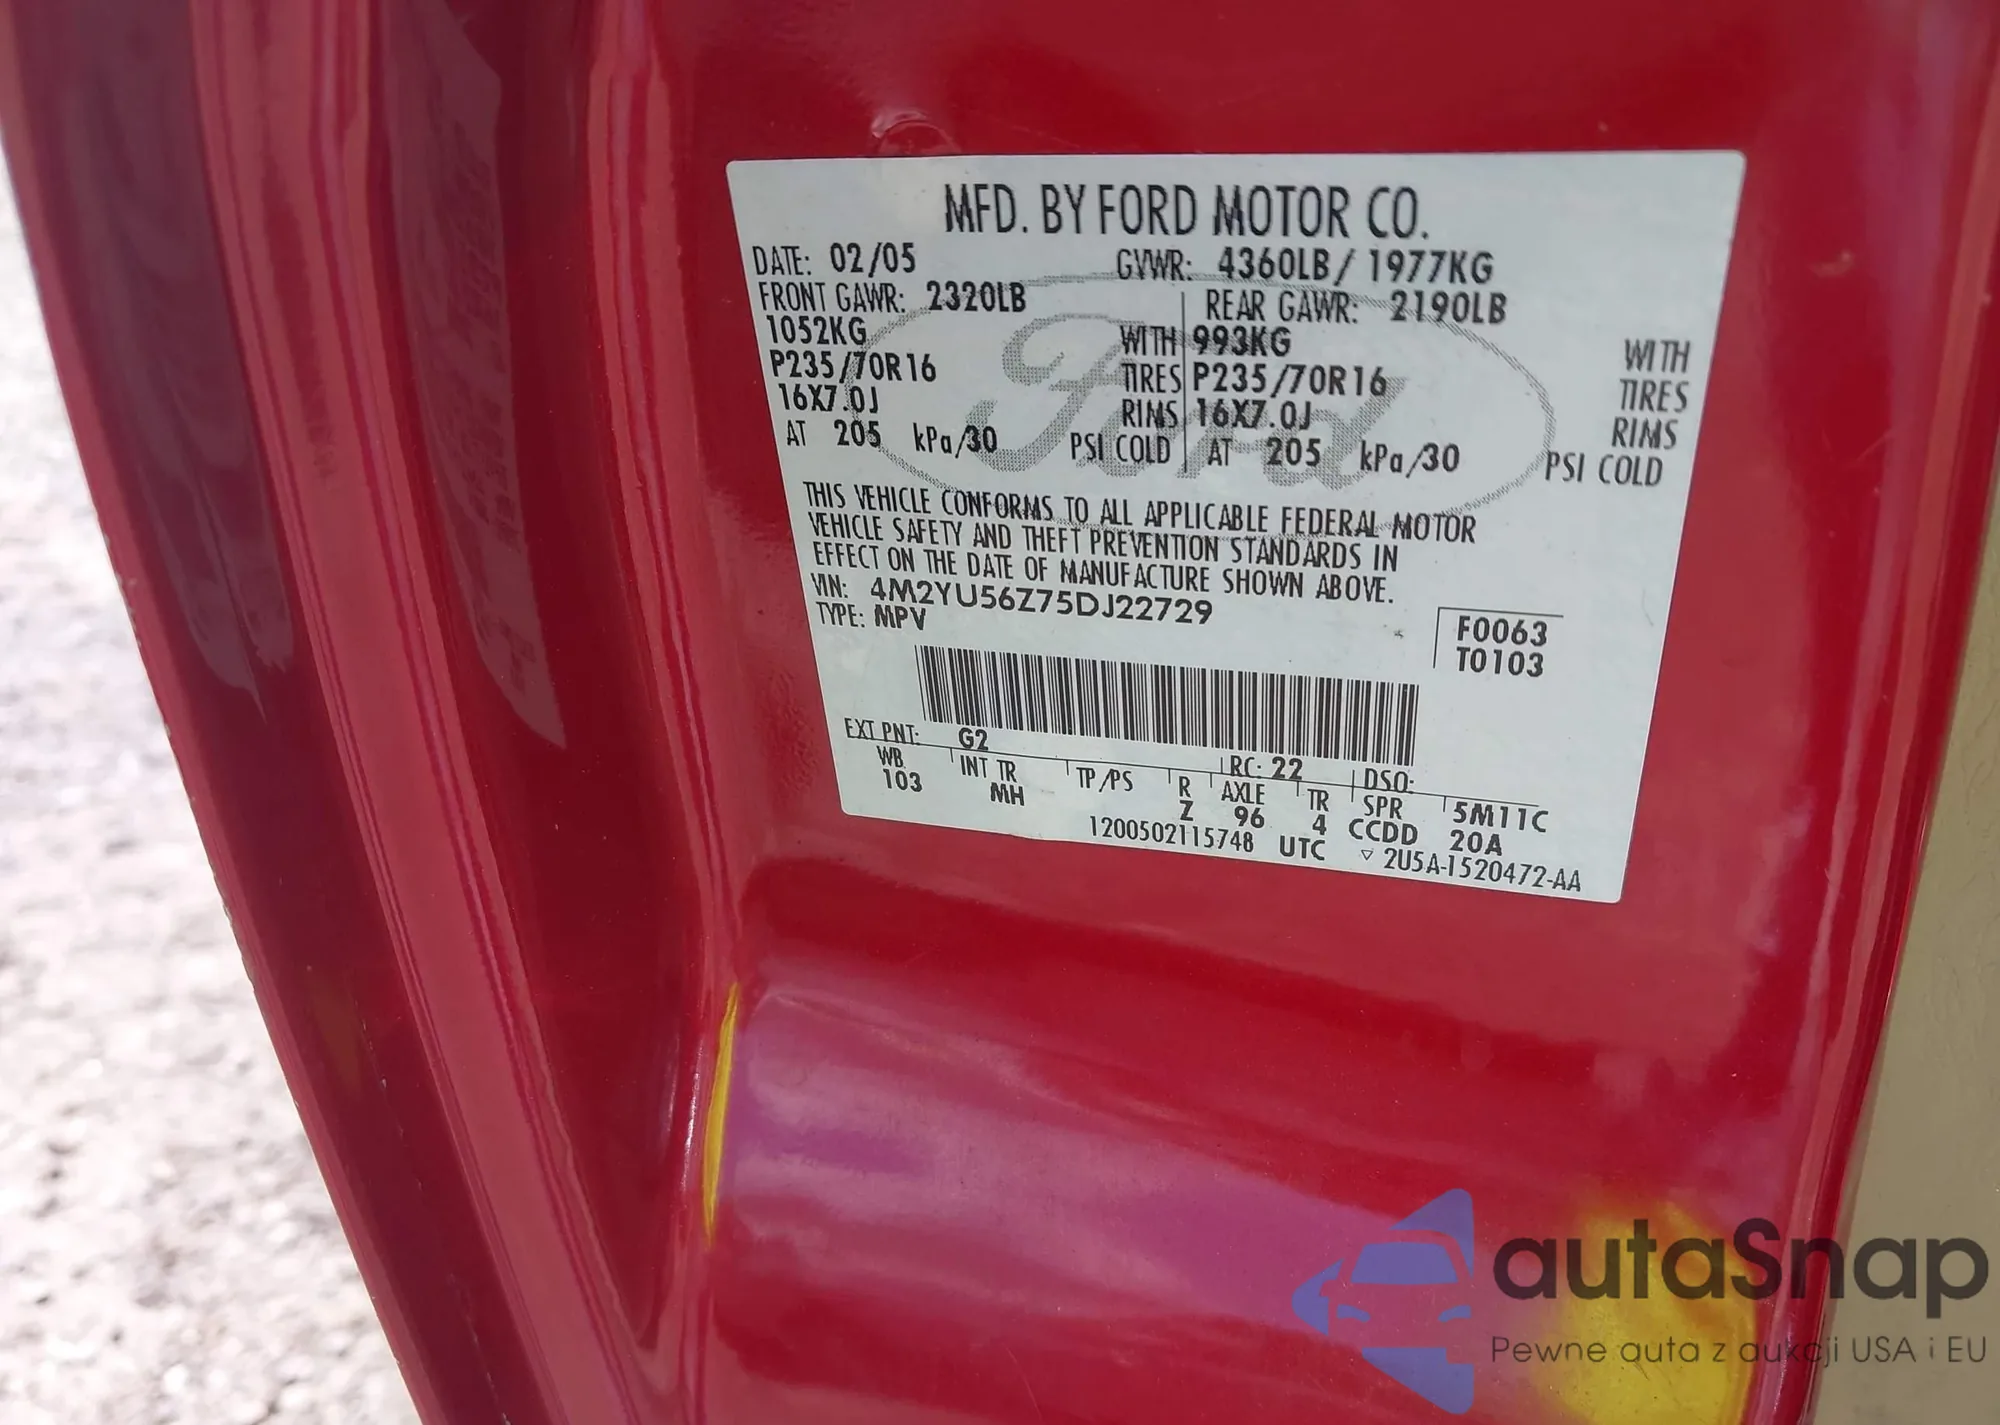 MFD. BY FORD MOTOR CO.
DATE: 02/05 GVWR: 4360LB/ 1977KG
FRONT GAWR: 2320LB REAR GAWR: 2190LB
1052KG WITH 993KG WITH
P235/70R16 TIRES P235/70R16 TIRES
16X7.0J RIMS 16X7.0J RIMS
AT 205 kPa/30 PSI COLD AT 205 kPa/30 PSI COLD
Ford
THIS VEHICLE CONFORMS TO ALL APPLICABLE FEDERAL MOTOR
VEHICLE SAFETY AND THEFT PREVENTION STANDARDS IN
EFFECT ON THE DATE OF MANUFACTURE SHOWN ABOVE.
VIN: 4M2YU56Z75DJ22729
TYPE: MPV
F0063
T0103
EXT PNT: G2 RC: 22 DSO:
WB INT TR TP/PS R AXLE TR SPR 5M11C
103 MH Z 96 4 CCDD 20A
1200502115748 UTC ▽ 2U5A-1520472-AA
autaSnap
Pewne auta z aukcji USA i EU